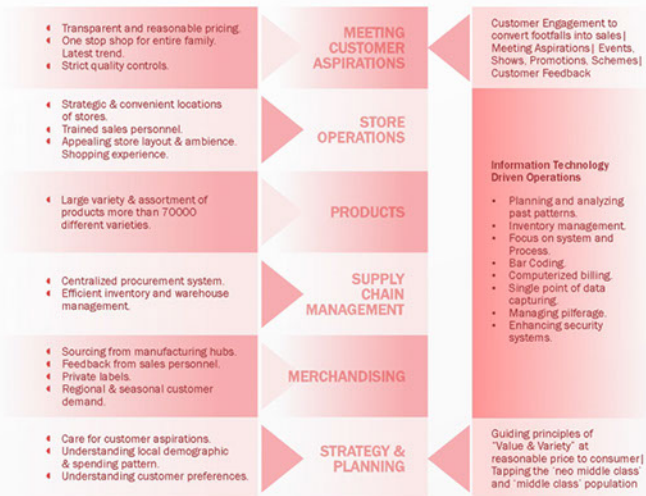 Transparent and reasonable pricing.
One stop shop for entire family.
Latest trend.
Strict quality controls.
MEETING
CUSTOMER
ASPIRATIONS
Customer Engagement to
convert footfalls into sales|
Meeting Aspirations| Events,
Shows, Promotions, Schemes|
Customer Feedback
Strategic & convenient locations
of stores.
Trained sales personnel.
Appealing store layout & ambience.
Shopping experience.
STORE
OPERATIONS
Large variety & assortment of
products more than 70000
different varieties.
PRODUCTS
Centralized procurement system.
Efficient inventory and warehouse
management.
SUPPLY
CHAIN
MANAGEMENT
Sourcing from manufacturing hubs.
Feedback from sales personnel.
Private labels.
Regional & seasonal customer
demand.
MERCHANDISING
Information Technology
Driven Operations
Planning and analyzing
past patterns.
Inventory management.
Focus on system and
Process.
Bar Coding.
Computerized billing.
Single point of data
capturing.
Managing pilferage.
Enhancing security
systems.
Care for customer aspirations.
Understanding local demographic
& spending pattern.
Understanding customer preferences.
STRATEGY &
PLANNING
Guiding principles of
"Value & Variety" at
reasonable price to consumer|
Tapping the 'neo middle class'
and 'middle class' population